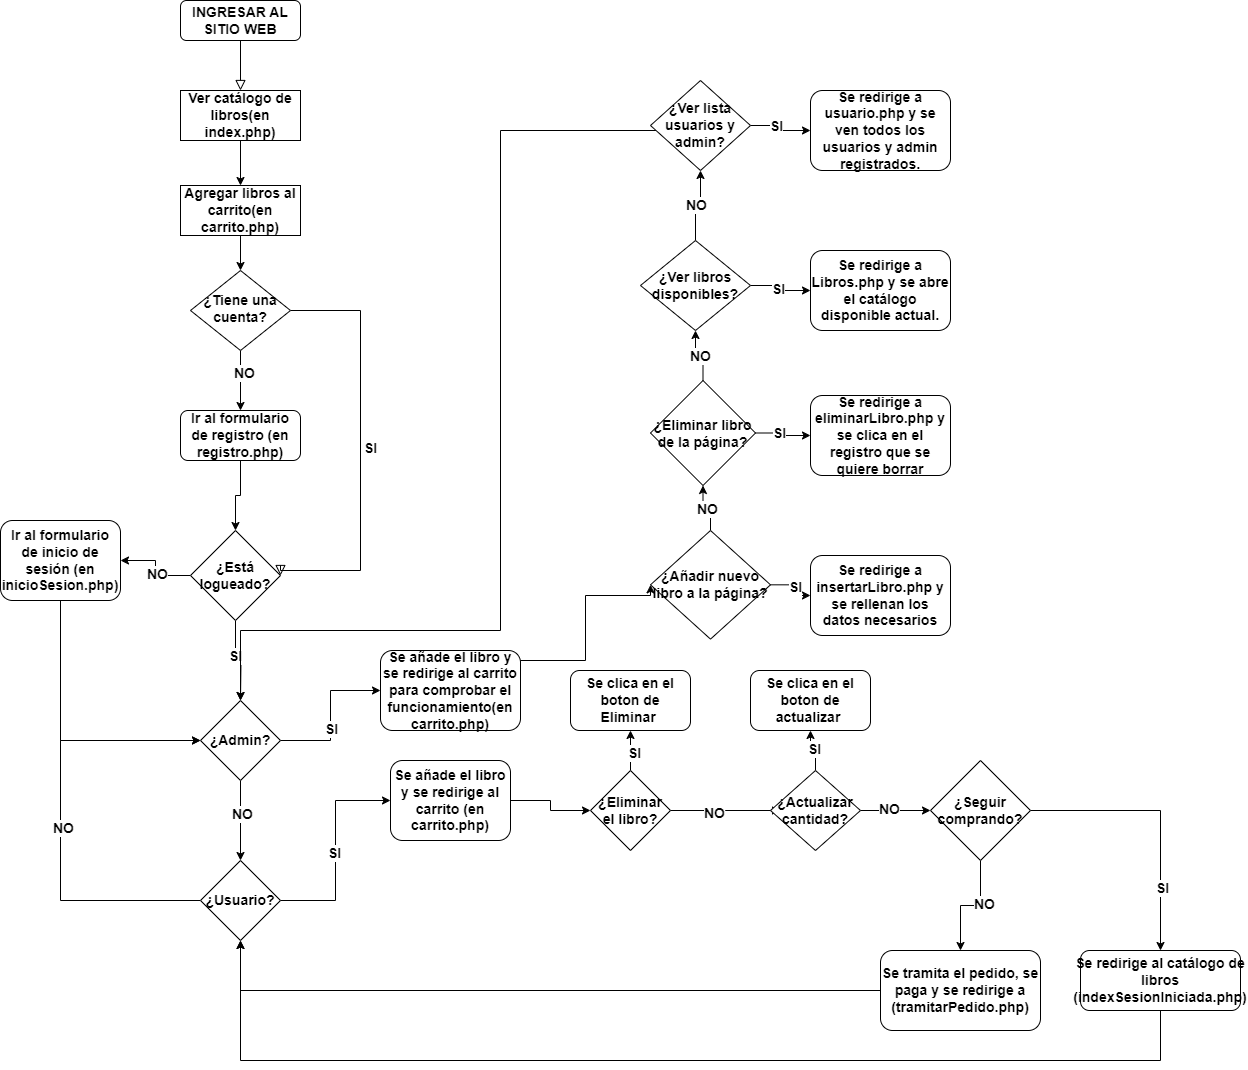 INGRESAR AL
SITIO WEB
Ver catálogo de
libros(en
index.php)
Agregar libros al
carrito(en
carrito.php)
¿Tiene una
cuenta?
NO
SI
Ir al formulario
de registro (en
registro.php)
¿Está
logueado?
NO
Ir al formulario
de inicio de
sesión (en
inicioSesion.php)
SI
¿Admin?
SI
NO
Se añade el libro y
se redirige al carrito
para comprobar el
funcionamiento(en
carrito.php)
¿Añadir nuevo
libro a la página?
SI
Se redirige a
insertarLibro.php y
se rellenan los
datos necesarios
NO
¿Eliminar libro
de la página?
SI
Se redirige a
eliminarLibro.php y
se clica en el
registro que se
quiere borrar
NO
¿Ver libros
disponibles?
SI
Se redirige a
Libros.php y se abre
el catálogo
disponible actual.
NO
¿Ver lista
usuarios y
admin?
SI
Se redirige a
usuario.php y se
ven todos los
usuarios y admin
registrados.
¿Usuario?
NO
SI
Se añade el libro
y se redirige al
carrito (en
carrito.php)
¿Eliminar
el libro?
SI
Se clica en el
boton de
Eliminar
NO
¿Actualizar
cantidad?
SI
Se clica en el
boton de
actualizar
NO
¿Seguir
comprando?
NO
SI
Se tramita el pedido, se
paga y se redirige a
(tramitarPedido.php)
Se redirige al catálogo de
libros
(indexSesionIniciada.php)